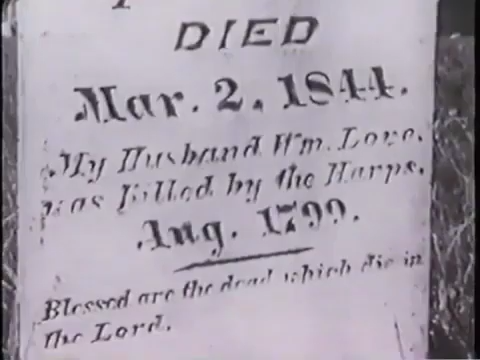 DIED
Mar. 2, 1844.
My Husband Wm. Love.
was killed by the Harps.
Aug. 1799.
Blessed are the dead which die in
the Lord.